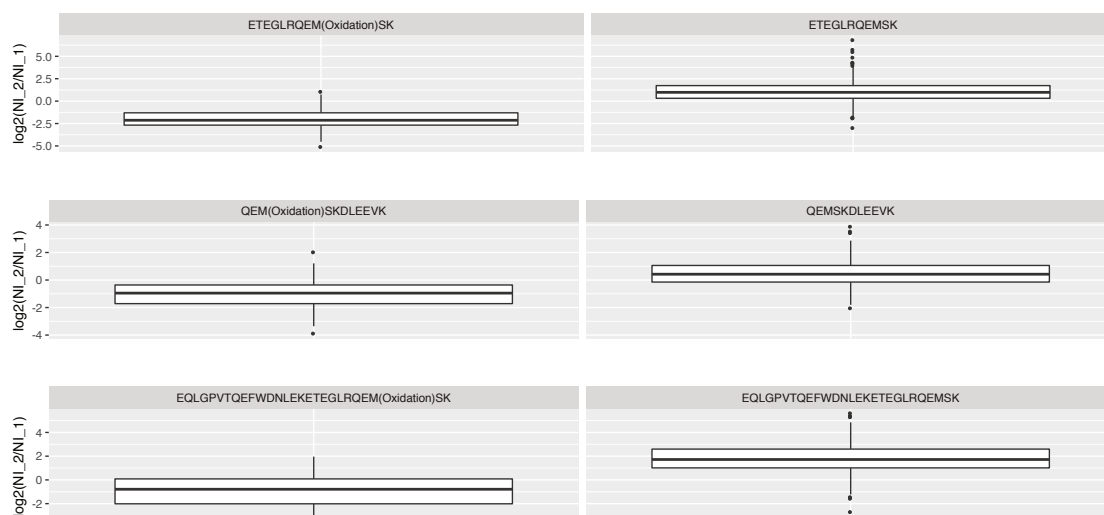 ETEGLRQEM(Oxidation)SK ETEGLRQEMSK
log2(NI_2/NI_1)
5.0
2.5
0.0
-2.5
-5.0
QEM(Oxidation)SKDLEEVK QEMSKDLEEVK
log2(NI_2/NI_1)
4
2
0
-2
-4
EQLGPVTQEFWDNLEKETEGLRQEM(Oxidation)SK EQLGPVTQEFWDNLEKETEGLRQEMSK
log2(NI_2/NI_1)
4
2
0
-2